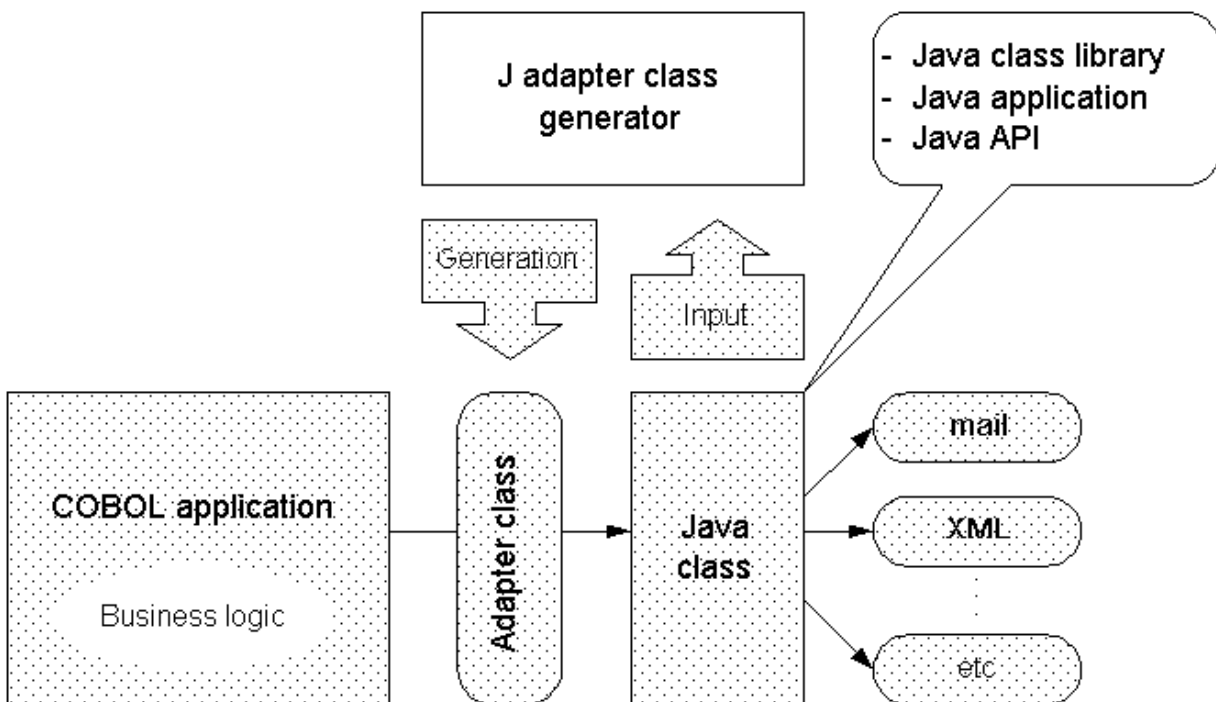 J adapter class
generator
- Java class library
- Java application
- Java API
Generation
Input
COBOL application
Business logic
Adapter class
Java
class
mail
XML
etc